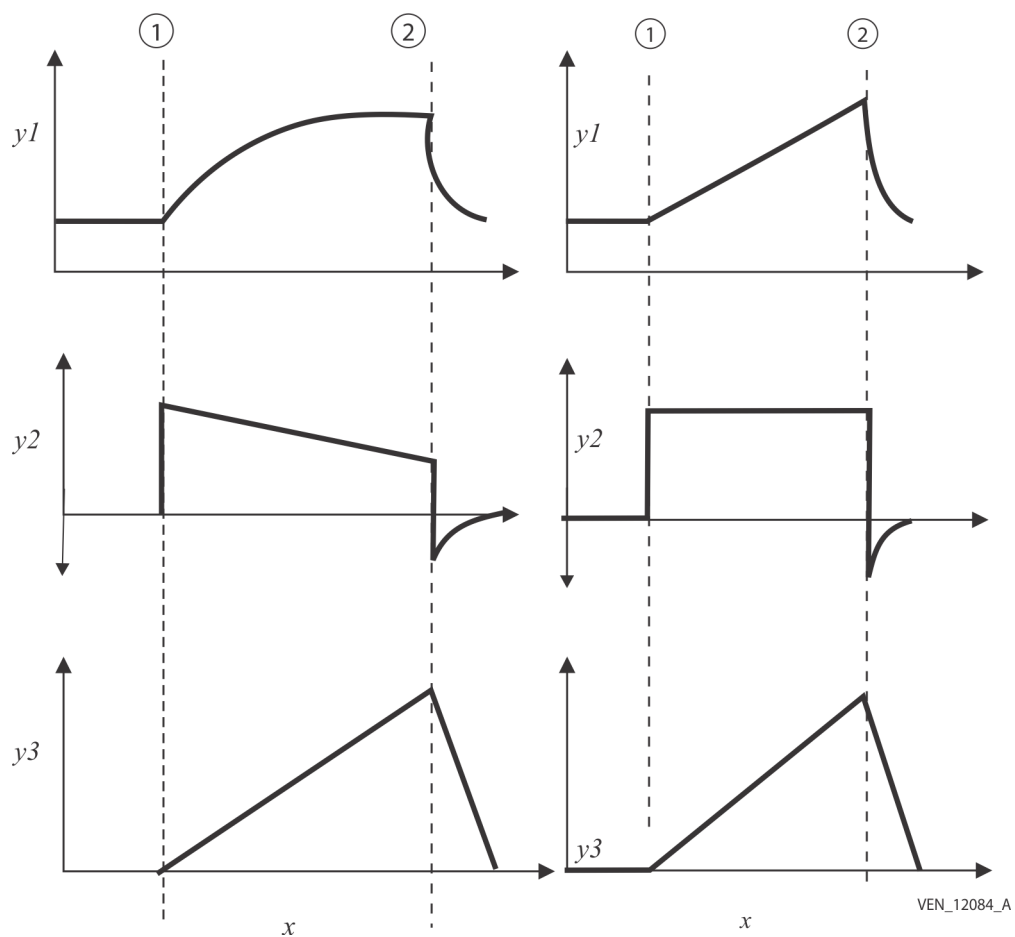 ① ② ① ②
y1 y1
y2 y2
y3
y3
VEN_12084_A
x x